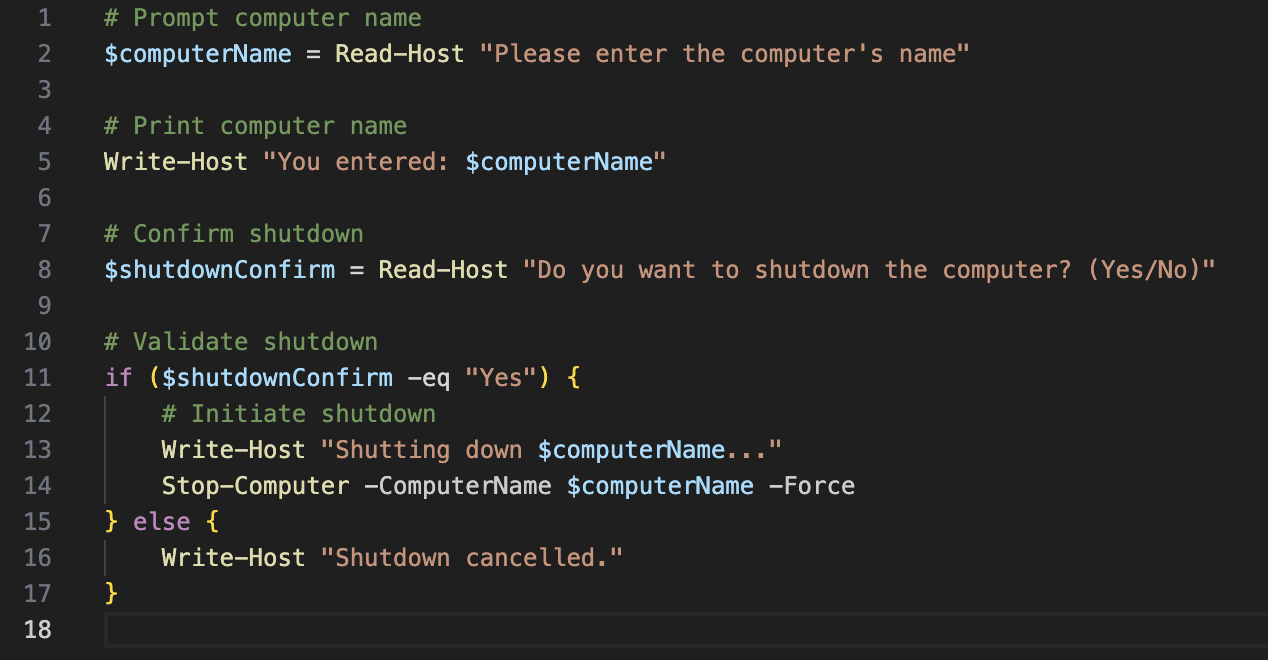 1 # Prompt computer name
2 $computerName = Read-Host "Please enter the computer's name"
3
4 # Print computer name
5 Write-Host "You entered: $computerName"
6
7 # Confirm shutdown
8 $shutdownConfirm = Read-Host "Do you want to shutdown the computer? (Yes/No)"
9
10 # Validate shutdown
11 if ($shutdownConfirm -eq "Yes") {
12     # Initiate shutdown
13     Write-Host "Shutting down $computerName..."
14     Stop-Computer -ComputerName $computerName -Force
15 } else {
16     Write-Host "Shutdown cancelled."
17 }
18